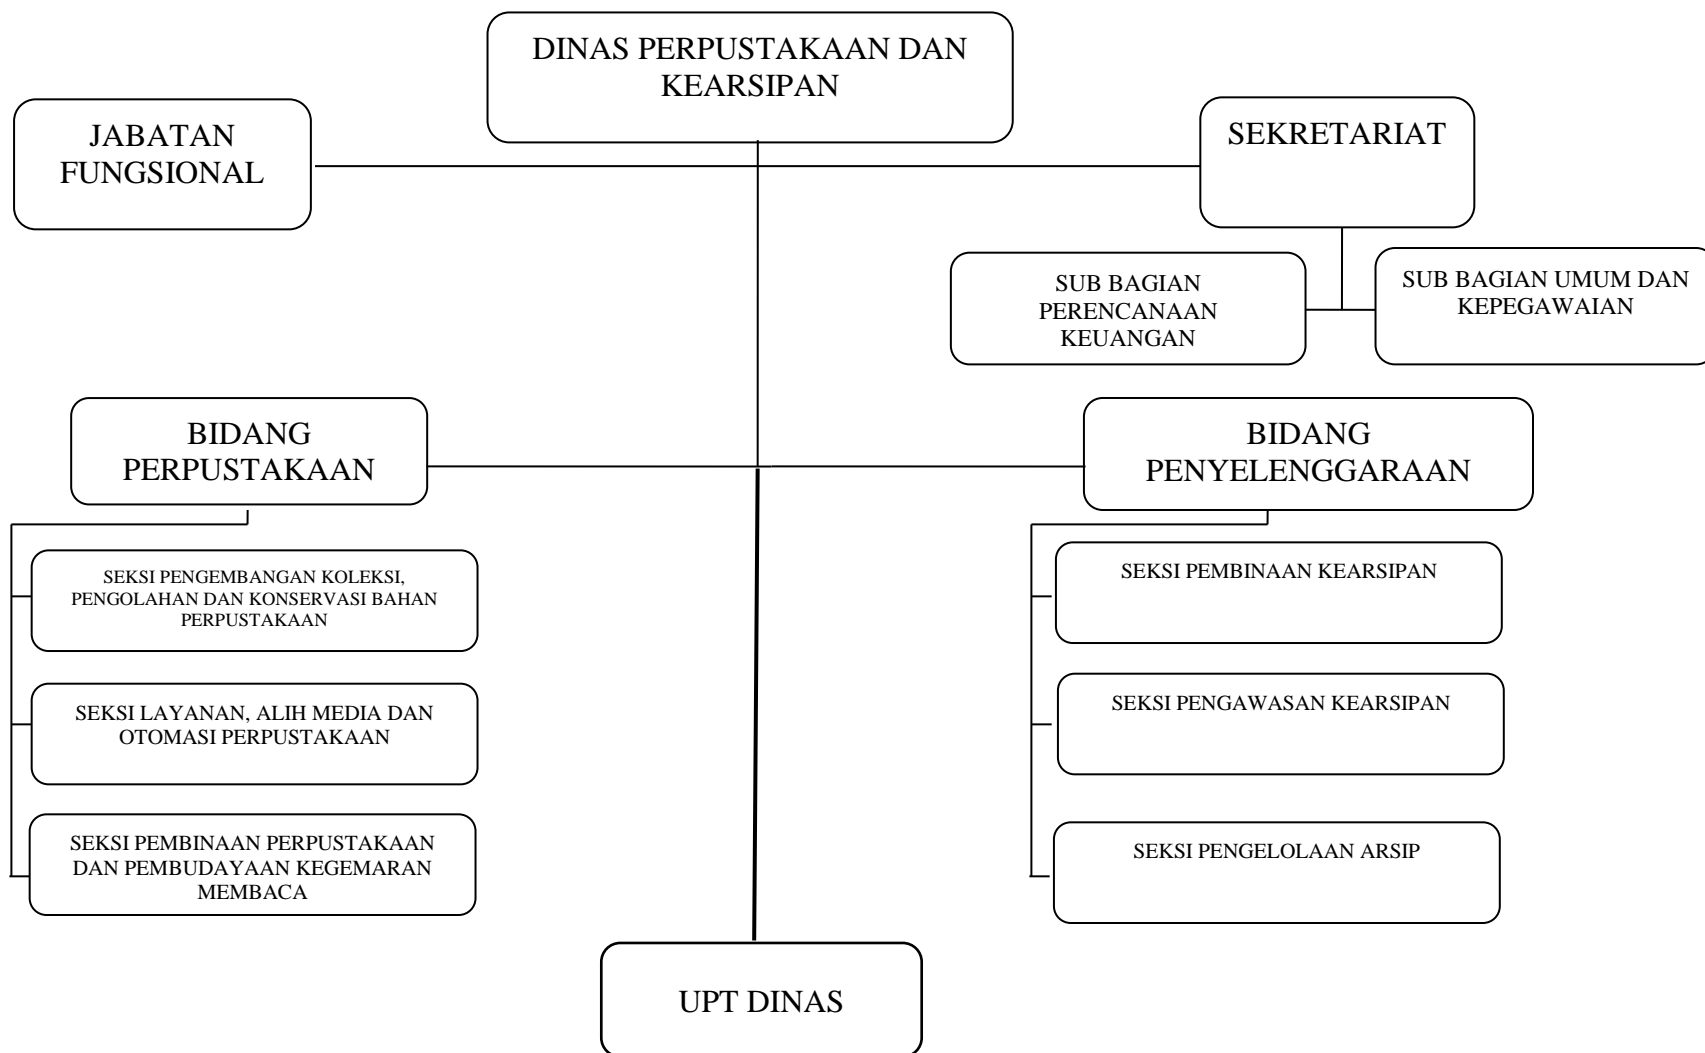 DINAS PERPUSTAKAAN DAN
KEARSIPAN
JABATAN
FUNGSIONAL
SEKRETARIAT
SUB BAGIAN
PERENCANAAN
KEUANGAN
SUB BAGIAN UMUM DAN
KEPEGAWAIAN
BIDANG
PERPUSTAKAAN
BIDANG
PENYELENGGARAAN
SEKSI PENGEMBANGAN KOLEKSI,
PENGOLAHAN DAN KONSERVASI BAHAN
PERPUSTAKAAN
SEKSI LAYANAN, ALIH MEDIA DAN
OTOMASI PERPUSTAKAAN
SEKSI PEMBINAAN PERPUSTAKAAN
DAN PEMBUDAYAAN KEGEMARAN
MEMBACA
SEKSI PEMBINAAN KEARSIPAN
SEKSI PENGAWASAN KEARSIPAN
SEKSI PENGELOLAAN ARSIP
UPT DINAS